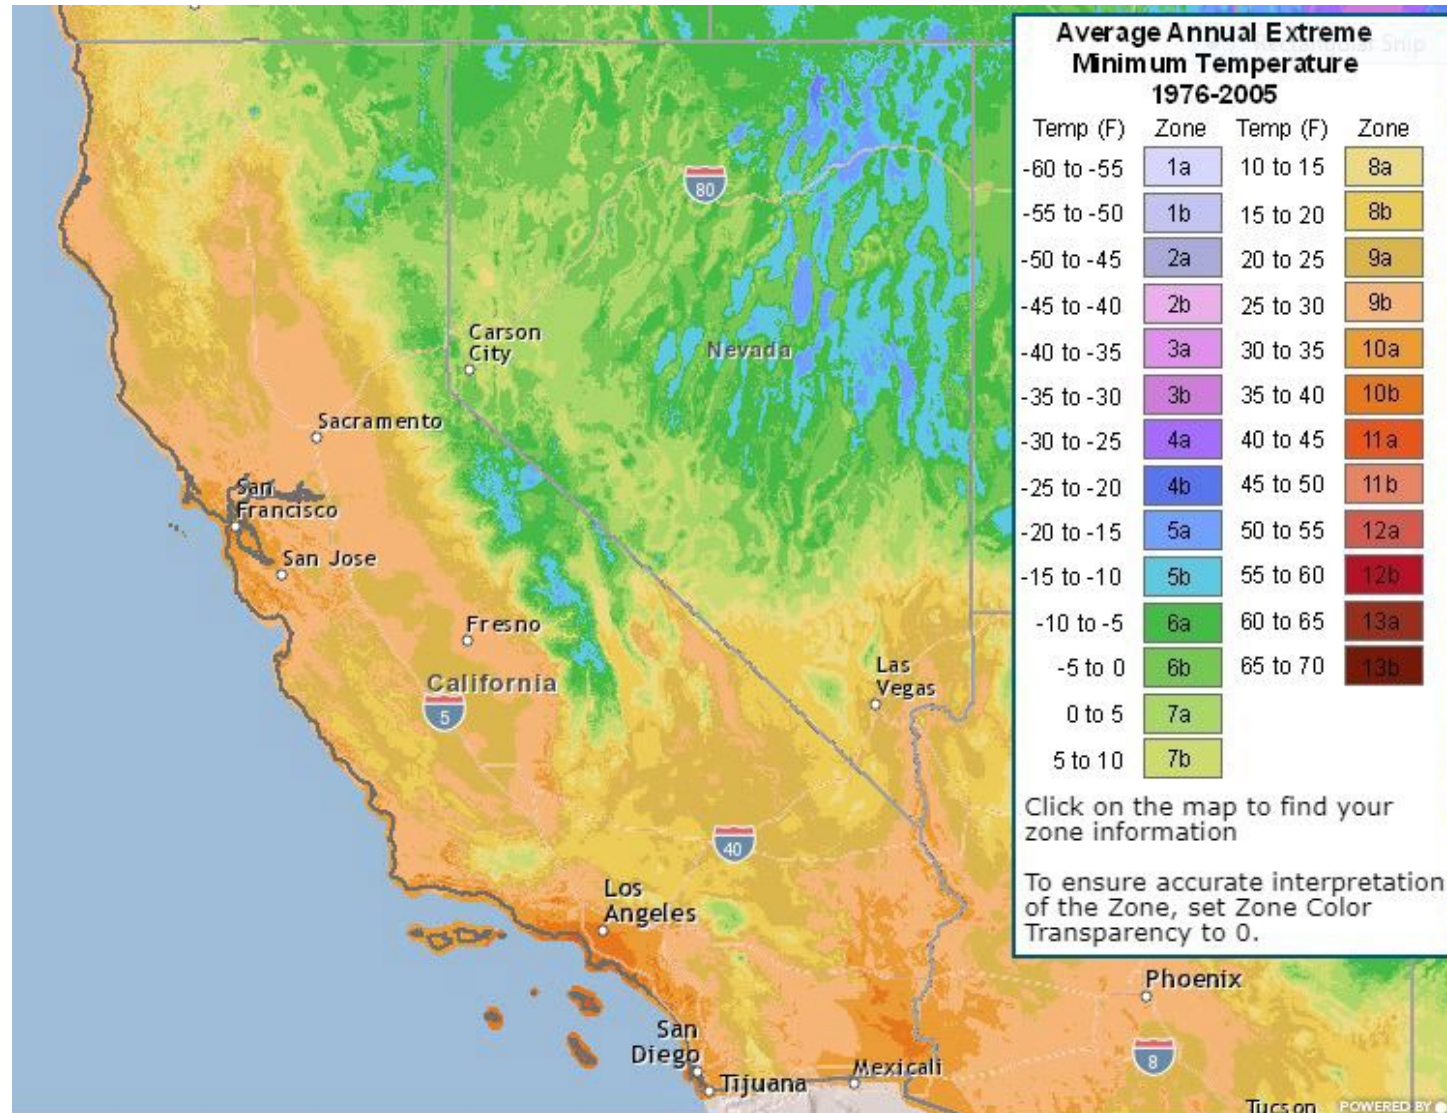 Average Annual Extreme
Minimum Temperature
1976-2005
Rectangular Snip
Temp (F) Zone Temp (F) Zone
-60 to -55 1a 10 to 15 8a
-55 to -50 1b 15 to 20 8b
-50 to -45 2a 20 to 25 9a
-45 to -40 2b 25 to 30 9b
-40 to -35 3a 30 to 35 10a
-35 to -30 3b 35 to 40 10b
-30 to -25 4a 40 to 45 11a
-25 to -20 4b 45 to 50 11b
-20 to -15 5a 50 to 55 12a
-15 to -10 5b 55 to 60 12b
-10 to -5 6a 60 to 65 13a
-5 to 0 6b 65 to 70 13b
0 to 5 7a
5 to 10 7b
Click on the map to find your
zone information
To ensure accurate interpretation
of the Zone, set Zone Color
Transparency to 0.
80
Carson
City
Nevada
Sacramento
San
Francisco
San Jose
Fresno
California
5
Las
Vegas
40
Los
Angeles
Phoenix
San
Diego
Tijuana
Mexicali
8
Tucson
POWERED BY